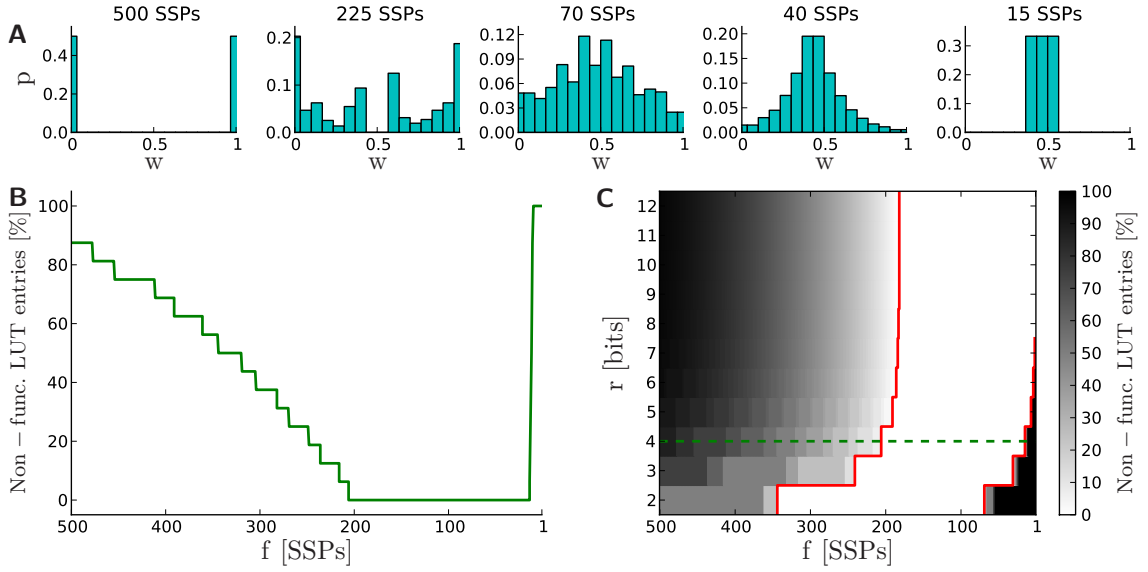 A
500 SSPs
225 SSPs
70 SSPs
40 SSPs
15 SSPs
p
0.4
0.2
0.0
0 0.5 1
w
0.2
0.1
0.0
0 0.5 1
w
0.12
0.09
0.06
0.03
0.00
0 0.5 1
w
0.20
0.15
0.10
0.05
0.00
0 0.5 1
w
0.3
0.2
0.1
0.0
0 0.5 1
w
B
Non − func. LUT entries [%]
100
80
60
40
20
0
500 400 300 200 100 1
f [SSPs]
C
r [bits]
12
11
10
9
8
7
6
5
4
3
2
500 400 300 200 100 1
f [SSPs]
100
90
80
70
60
50
40
30
20
10
0
Non − func. LUT entries [%]